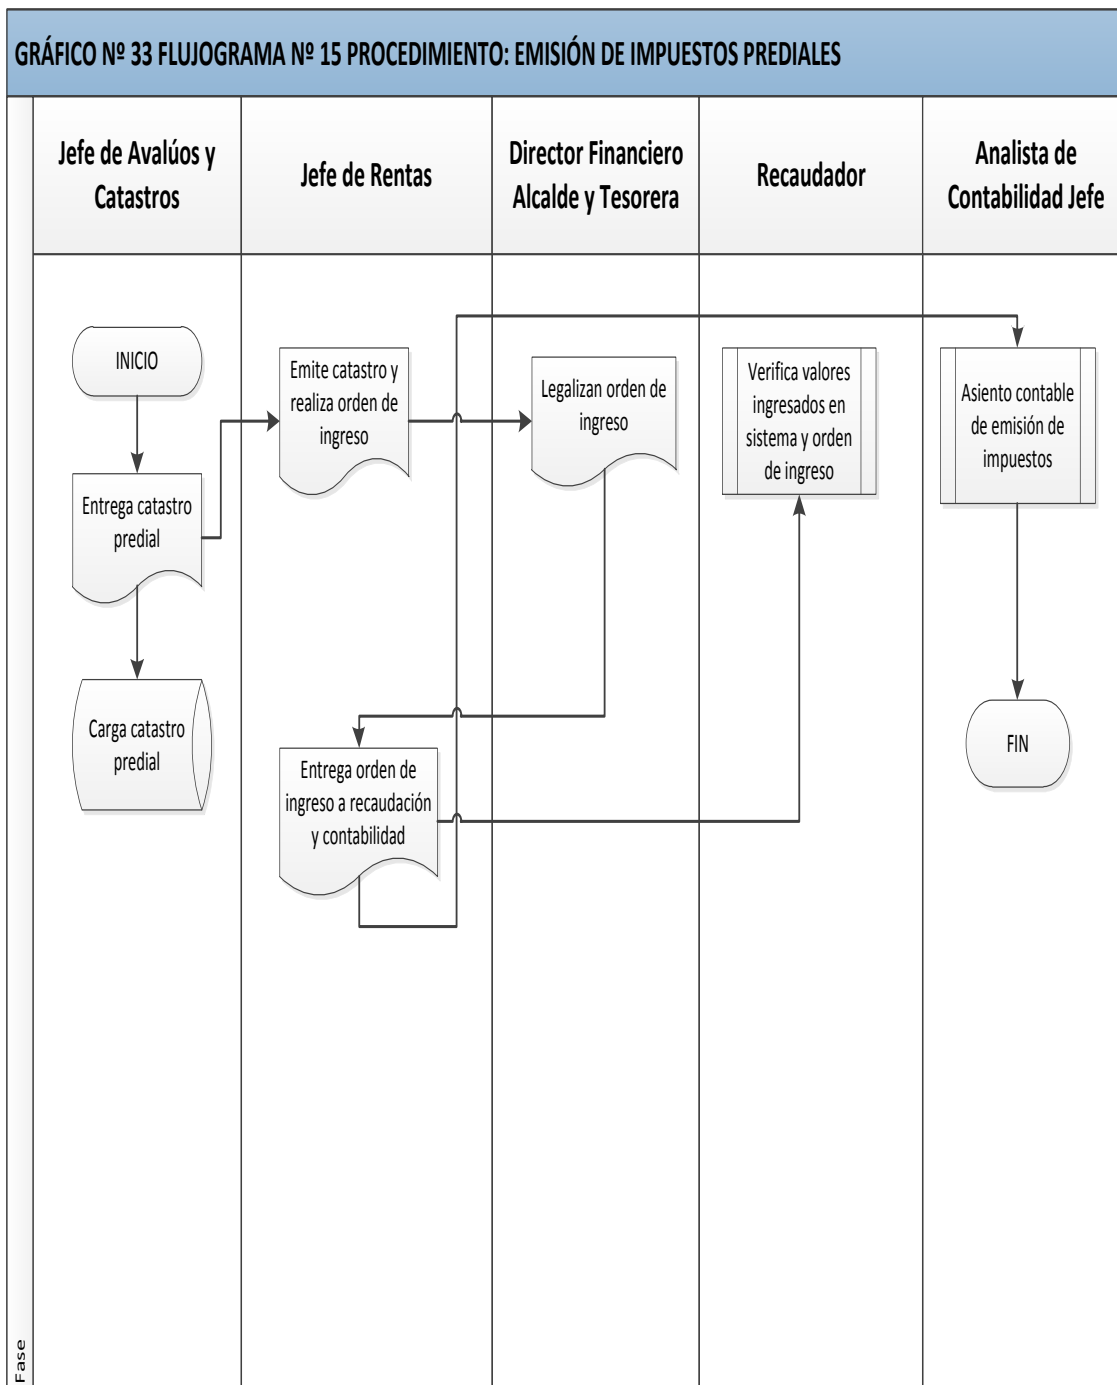 GRÁFICO Nº 33 FLUJOGRAMA Nº 15 PROCEDIMIENTO: EMISIÓN DE IMPUESTOS PREDIALES
Jefe de Avalúos y
Catastros
Jefe de Rentas
Director Financiero
Alcalde y Tesorera
Recaudador
Analista de
Contabilidad Jefe
INICIO
Entrega catastro
predial
Carga catastro
predial
Emite catastro y
realiza orden de
ingreso
Entrega orden de
ingreso a recaudación
y contabilidad
Legalizan orden de
ingreso
Verifica valores
ingresados en
sistema y orden
de ingreso
Asiento contable
de emisión de
impuestos
FIN
Fase